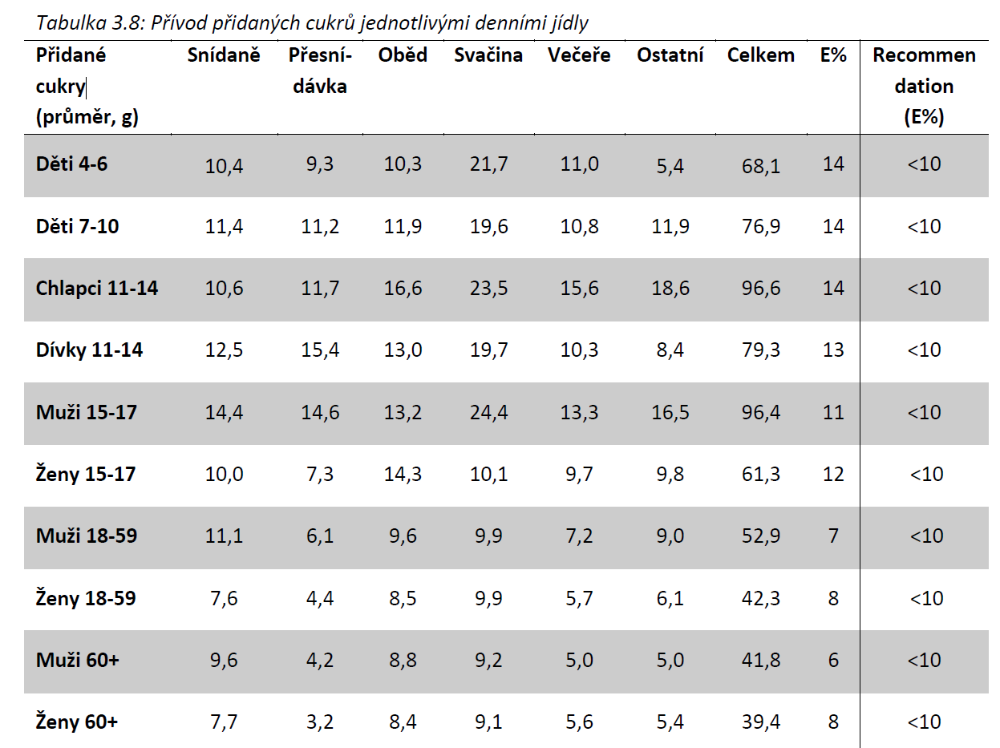 Tabulka 3.8: Přívod přidaných cukrů jednotlivými denními jídly
Přidané cukry (průměr, g) Snídaně Přesní-dávka Oběd Svačina Večeře Ostatní Celkem E% Recommen dation (E%)
Děti 4-6 10,4 9,3 10,3 21,7 11,0 5,4 68,1 14 <10
Děti 7-10 11,4 11,2 11,9 19,6 10,8 11,9 76,9 14 <10
Chlapci 11-14 10,6 11,7 16,6 23,5 15,6 18,6 96,6 14 <10
Dívky 11-14 12,5 15,4 13,0 19,7 10,3 8,4 79,3 13 <10
Muži 15-17 14,4 14,6 13,2 24,4 13,3 16,5 96,4 11 <10
Ženy 15-17 10,0 7,3 14,3 10,1 9,7 9,8 61,3 12 <10
Muži 18-59 11,1 6,1 9,6 9,9 7,2 9,0 52,9 7 <10
Ženy 18-59 7,6 4,4 8,5 9,9 5,7 6,1 42,3 8 <10
Muži 60+ 9,6 4,2 8,8 9,2 5,0 5,0 41,8 6 <10
Ženy 60+ 7,7 3,2 8,4 9,1 5,6 5,4 39,4 8 <10